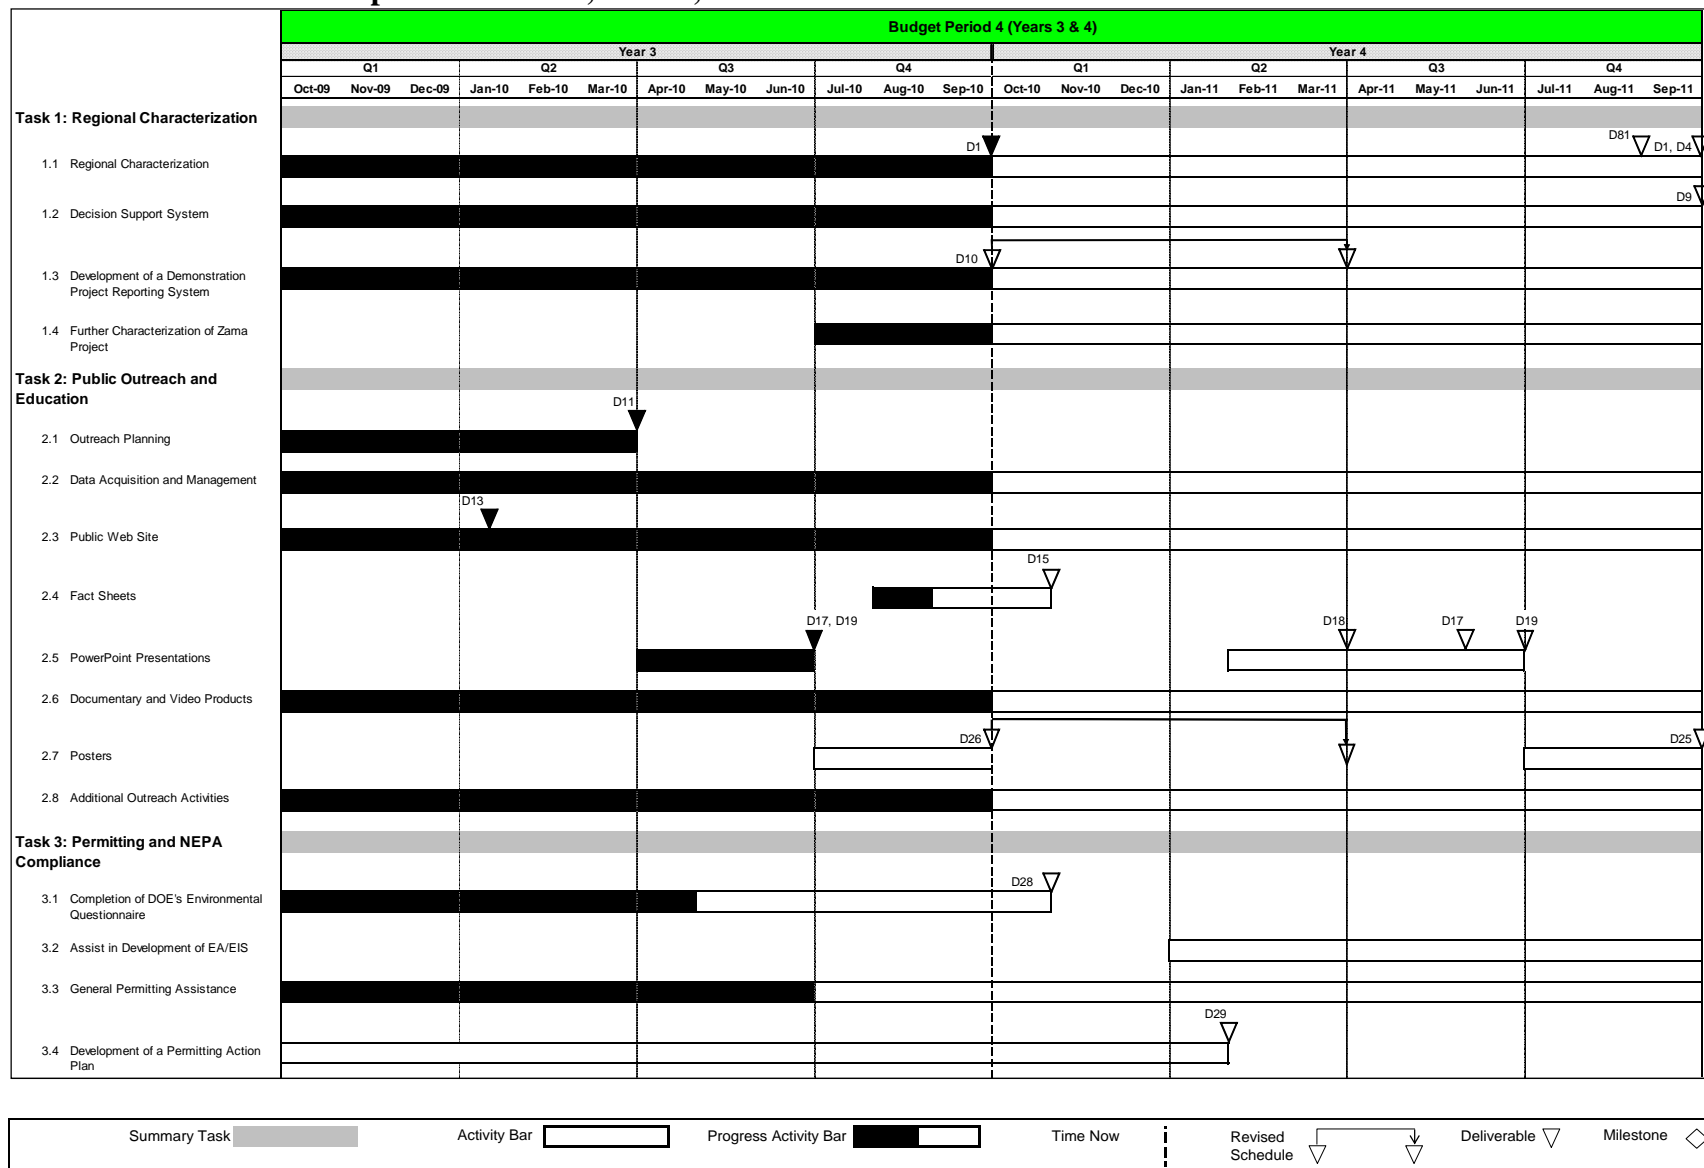 Budget Period 4 (Years 3 & 4)
Year 3 Year 4
Q1 Q2 Q3 Q4 Q1 Q2 Q3 Q4
Oct-09 Nov-09 Dec-09 Jan-10 Feb-10 Mar-10 Apr-10 May-10 Jun-10 Jul-10 Aug-10 Sep-10 Oct-10 Nov-10 Dec-10 Jan-11 Feb-11 Mar-11 Apr-11 May-11 Jun-11 Jul-11 Aug-11 Sep-11
Task 1: Regional Characterization
D1 D81 D1, D4
1.1 Regional Characterization
D9
1.2 Decision Support System
D10
1.3 Development of a Demonstration
Project Reporting System
1.4 Further Characterization of Zama
Project
Task 2: Public Outreach and
Education
D11
2.1 Outreach Planning
2.2 Data Acquisition and Management
D13
2.3 Public Web Site
D15
2.4 Fact Sheets
D17, D19 D18 D17 D19
2.5 PowerPoint Presentations
2.6 Documentary and Video Products
D26 D25
2.7 Posters
2.8 Additional Outreach Activities
Task 3: Permitting and NEPA
Compliance
D28
3.1 Completion of DOE's Environmental
Questionnaire
3.2 Assist in Development of EA/EIS
3.3 General Permitting Assistance
D29
3.4 Development of a Permitting Action
Plan
Summary Task Activity Bar Progress Activity Bar Time Now Revised Deliverable Milestone
Schedule